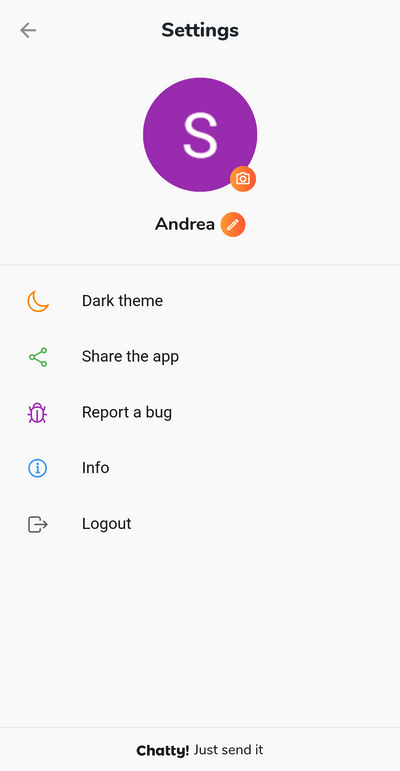 Settings
S
Andrea
Dark theme
Share the app
Report a bug
Info
Logout
Chatty! Just send it